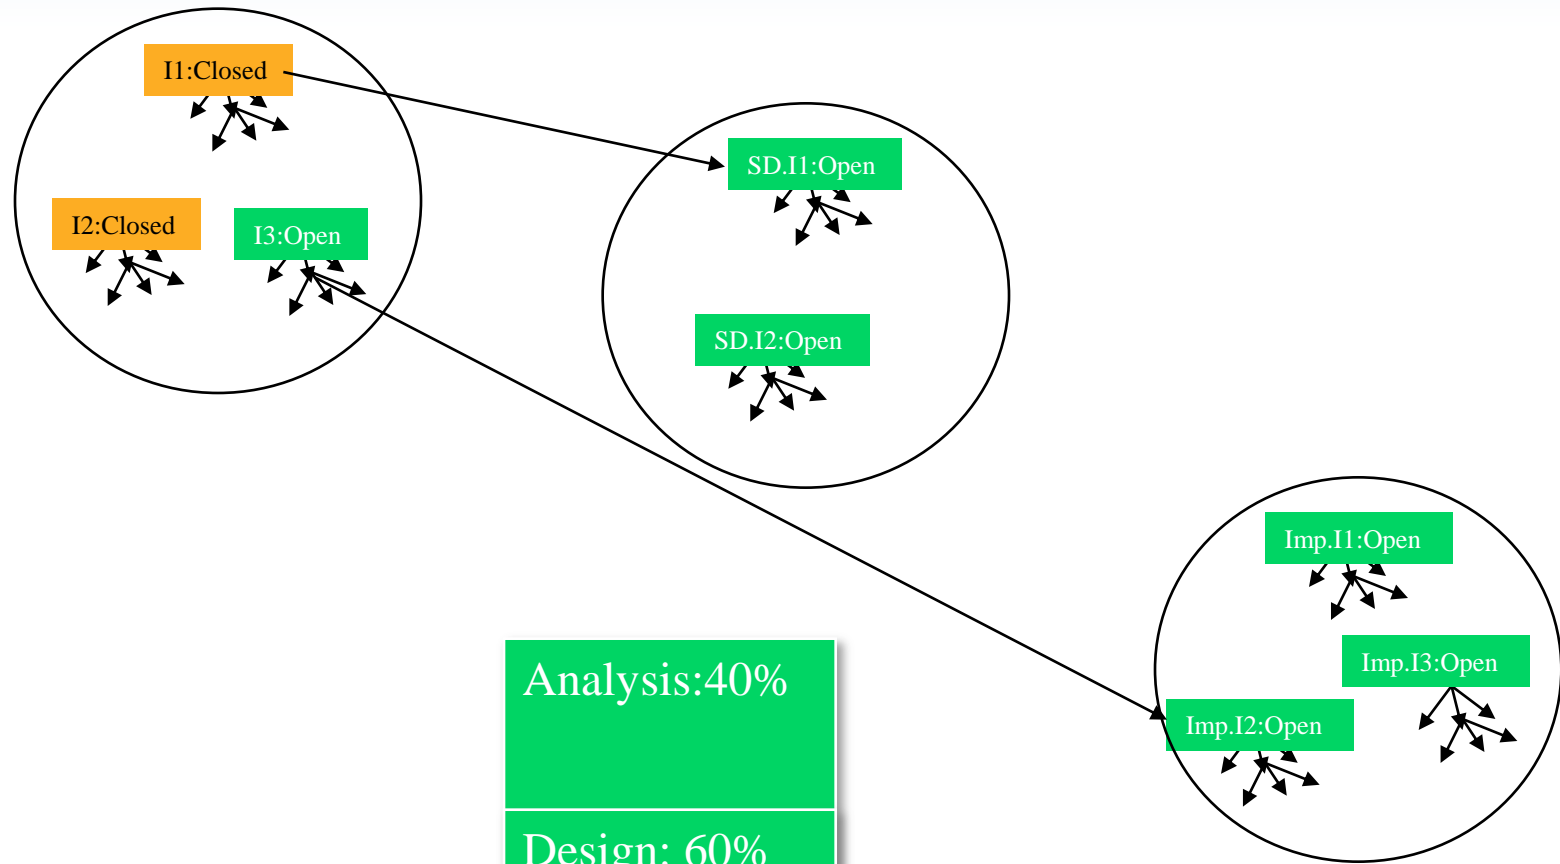 I1:Closed
SD.I1:Open
I2:Closed
I3:Open
SD.I2:Open
Imp.I1:Open
Imp.I3:Open
Imp.I2:Open
Analysis:40%
Design: 60%